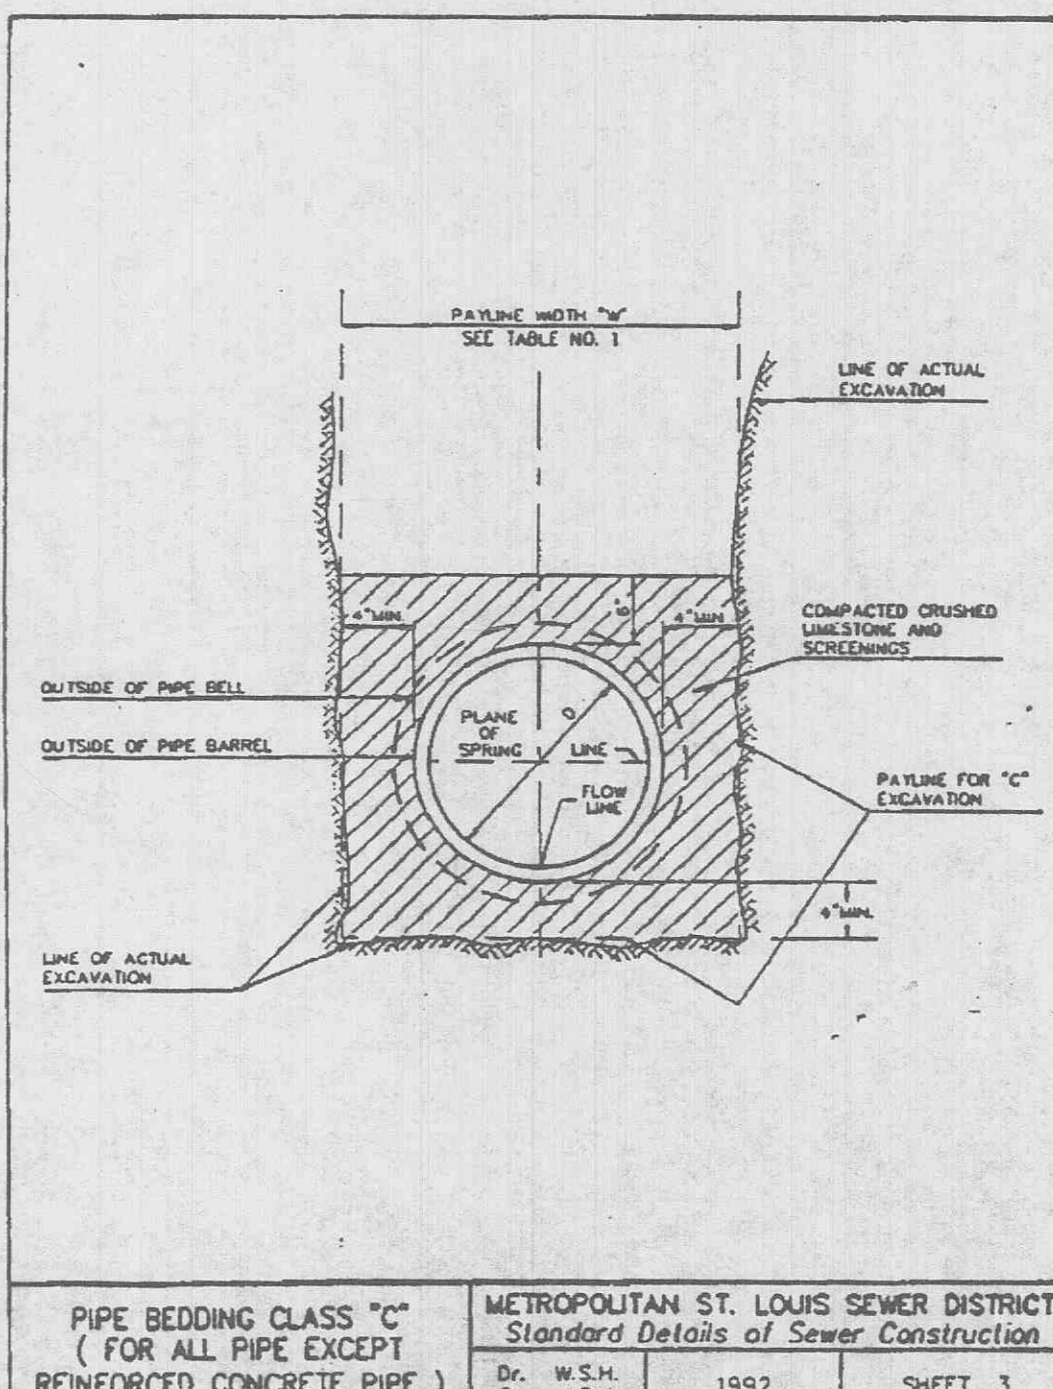 PAYLINE WIDTH "W"
SEE TABLE NO. 1
LINE OF ACTUAL
EXCAVATION
4" MIN.
6"
4" MIN.
COMPACTED CRUSHED
LIMESTONE AND
SCREENINGS
OUTSIDE OF PIPE BELL
OUTSIDE OF PIPE BARREL
D
PLANE
OF
SPRING LINE
FLOW
LINE
PAYLINE FOR "C"
EXCAVATION
4" MIN.
LINE OF ACTUAL
EXCAVATION
PIPE BEDDING CLASS "C"
( FOR ALL PIPE EXCEPT
REINFORCED CONCRETE PIPE )
METROPOLITAN ST. LOUIS SEWER DISTRICT
Standard Details of Sewer Construction
Dr. W.S.H.
1992
SHEET 3